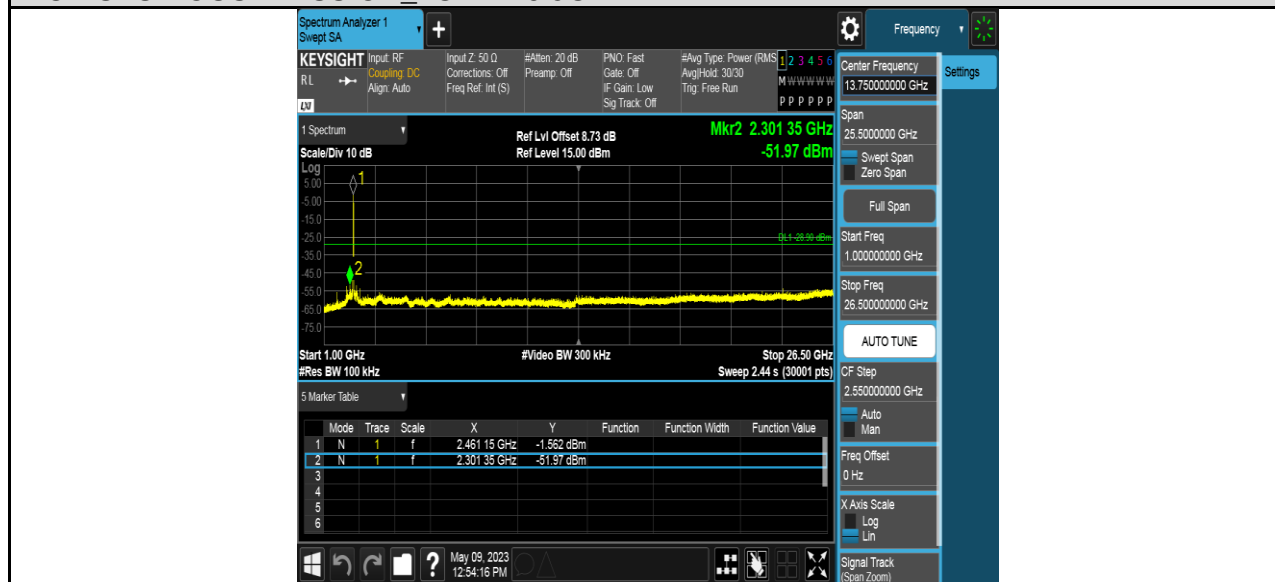 Spectrum Analyzer 1
Swept SA
+
Frequency
KEYSIGHT
RL
LXI
Input: RF
Coupling: DC
Align: Auto
Input Z: 50 Ω
Corrections: Off
Freq Ref: Int (S)
#Atten: 20 dB
Preamp: Off
PNO: Fast
Gate: Off
IF Gain: Low
Sig Track: Off
#Avg Type: Power (RMS
Avg|Hold: 30/30
Trig: Free Run
1 2 3 4 5 6
M W W W W W
P P P P P P
1 Spectrum
Scale/Div 10 dB
Ref Lvl Offset 8.73 dB
Ref Level 15.00 dBm
Mkr2 2.301 35 GHz
-51.97 dBm
Log
5.00
-5.00
-15.0
-25.0
-35.0
-45.0
-55.0
-65.0
-75.0
1
2
DL1 -28.90 dBm
Start 1.00 GHz
#Video BW 300 kHz
Stop 26.50 GHz
#Res BW 100 kHz
Sweep 2.44 s (30001 pts)
5 Marker Table
Mode Trace Scale X Y Function Function Width Function Value
1 N 1 f 2.461 15 GHz -1.562 dBm
2 N 1 f 2.301 35 GHz -51.97 dBm
3
4
5
6
?
May 09, 2023
12:54:16 PM
Center Frequency
13.750000000 GHz
Settings
Span
25.5000000 GHz
Swept Span
Zero Span
Full Span
Start Freq
1.000000000 GHz
Stop Freq
26.500000000 GHz
AUTO TUNE
CF Step
2.550000000 GHz
Auto
Man
Freq Offset
0 Hz
X Axis Scale
Log
Lin
Signal Track
(Span Zoom)